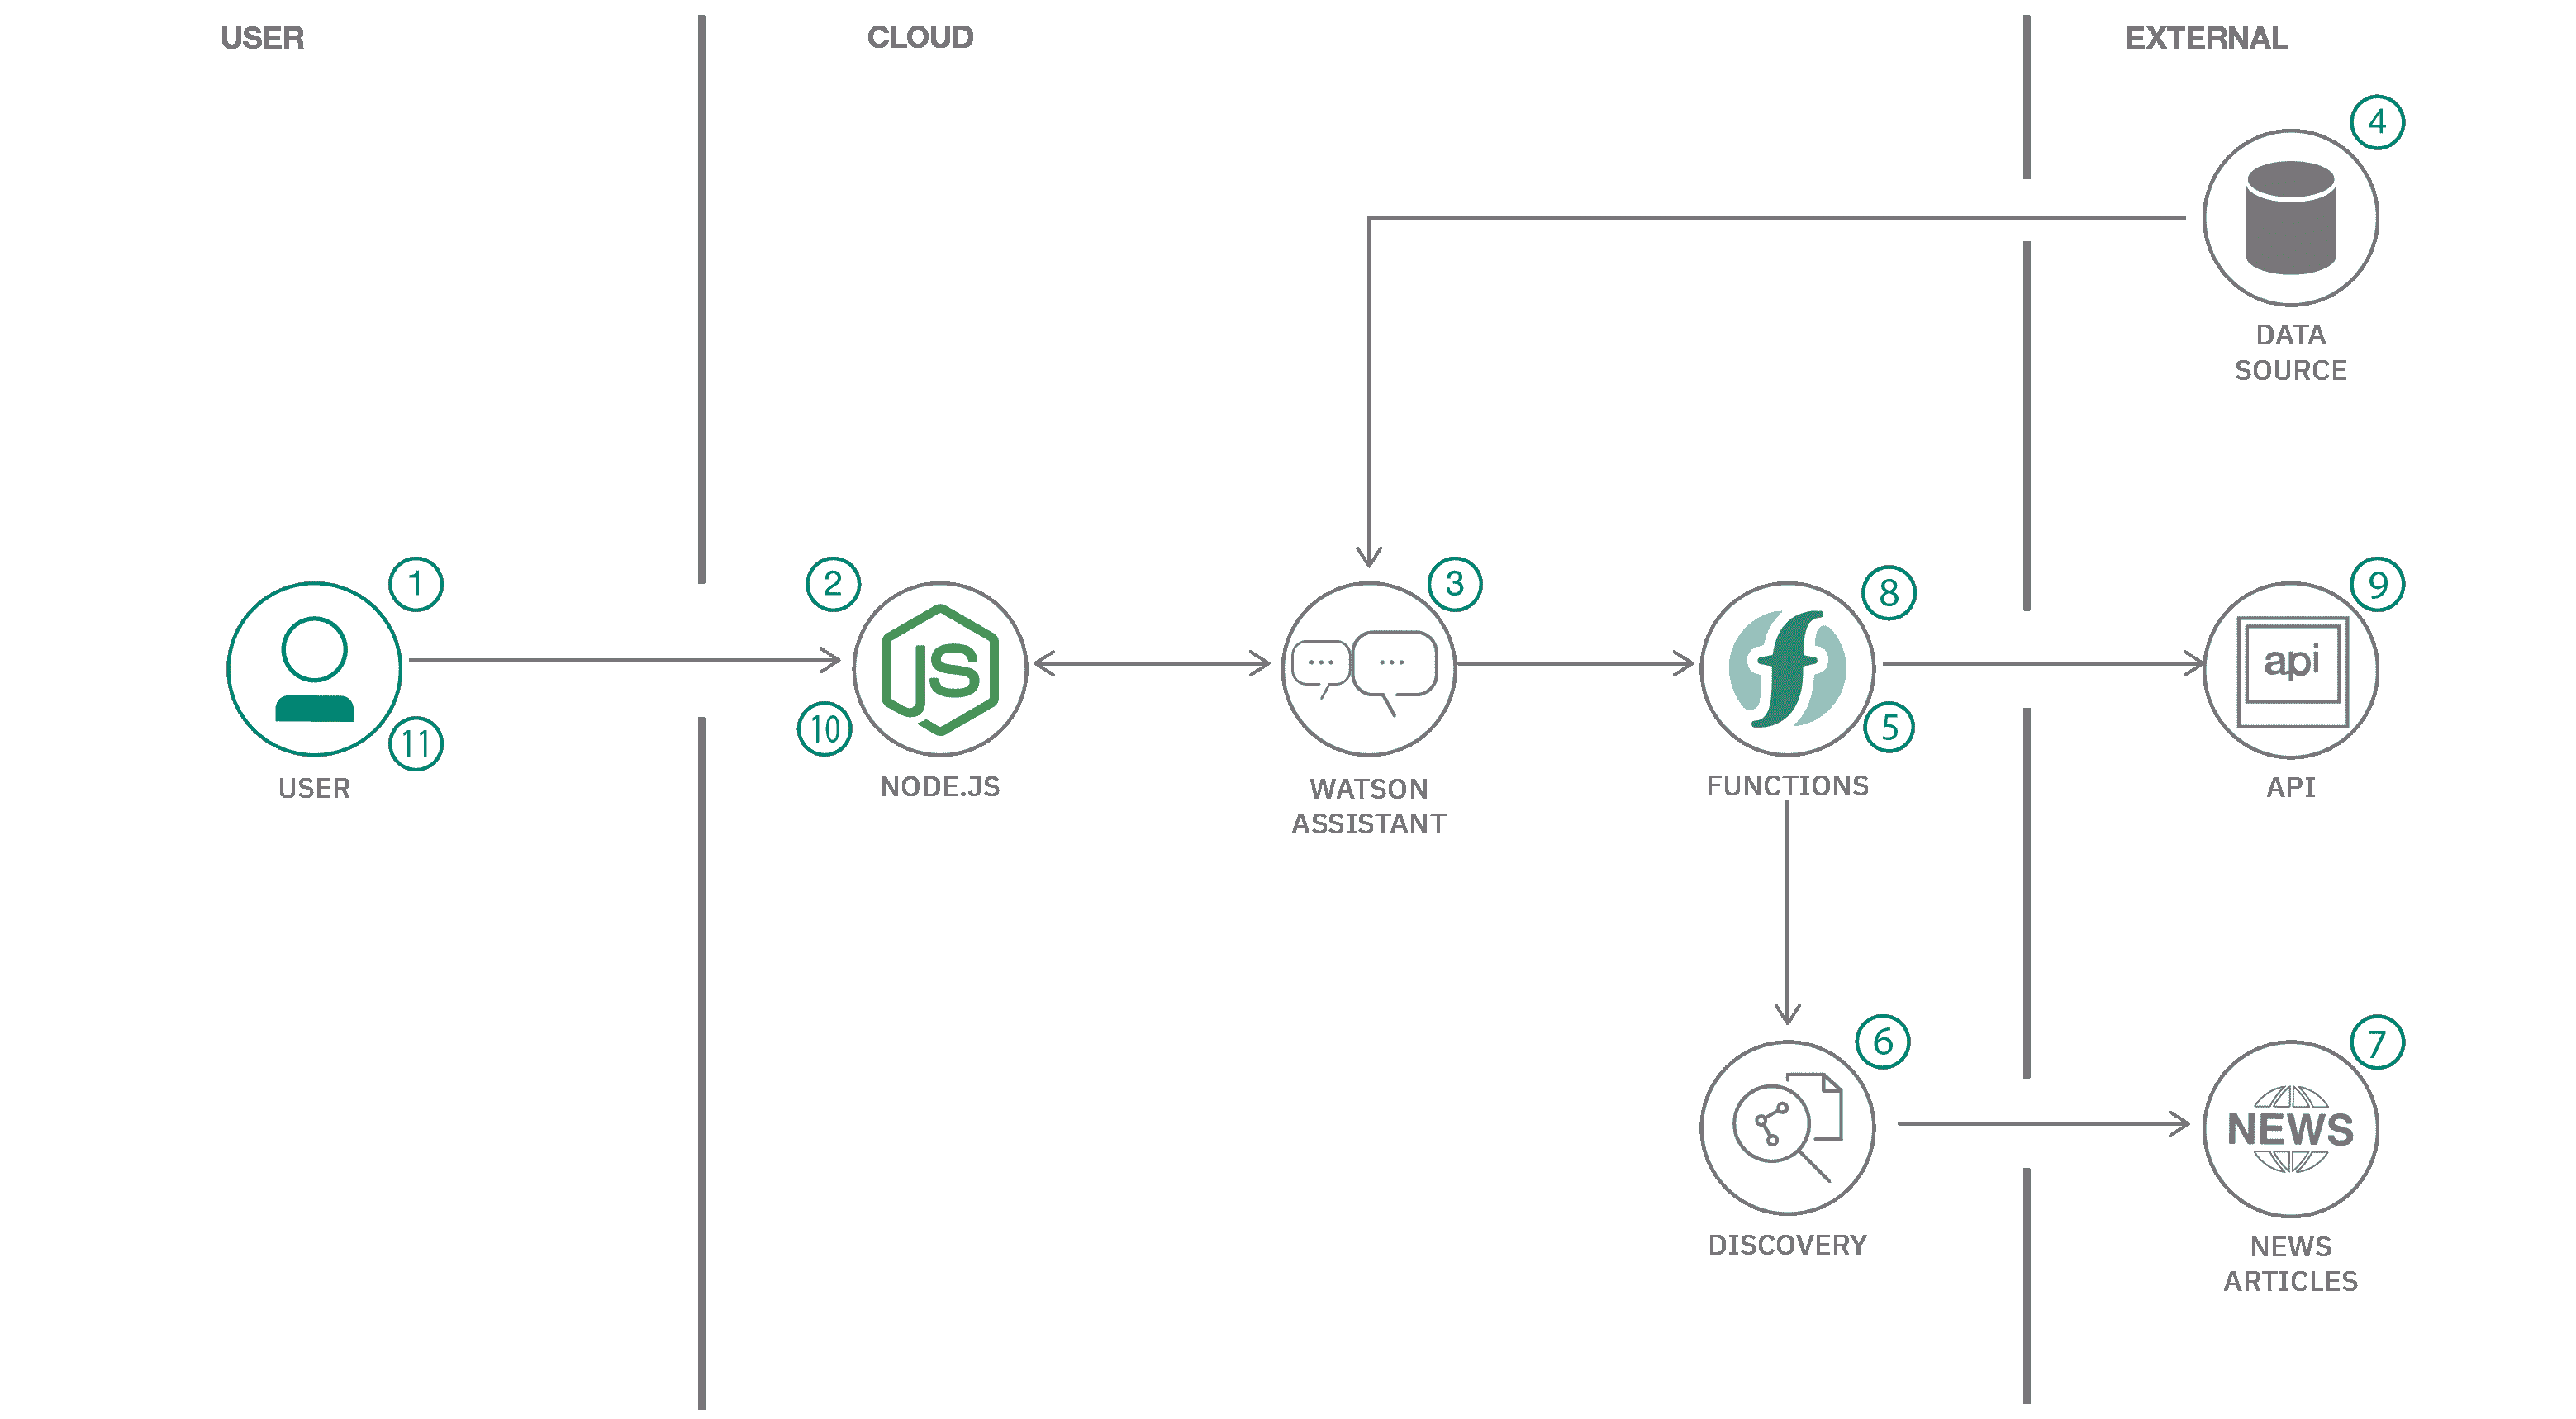 USER
CLOUD
EXTERNAL
4
DATA
SOURCE
1
2
3
8
9
JS
api
11
10
5
USER
NODE.JS
WATSON
ASSISTANT
FUNCTIONS
API
6
7
NEWS
DISCOVERY
NEWS
ARTICLES